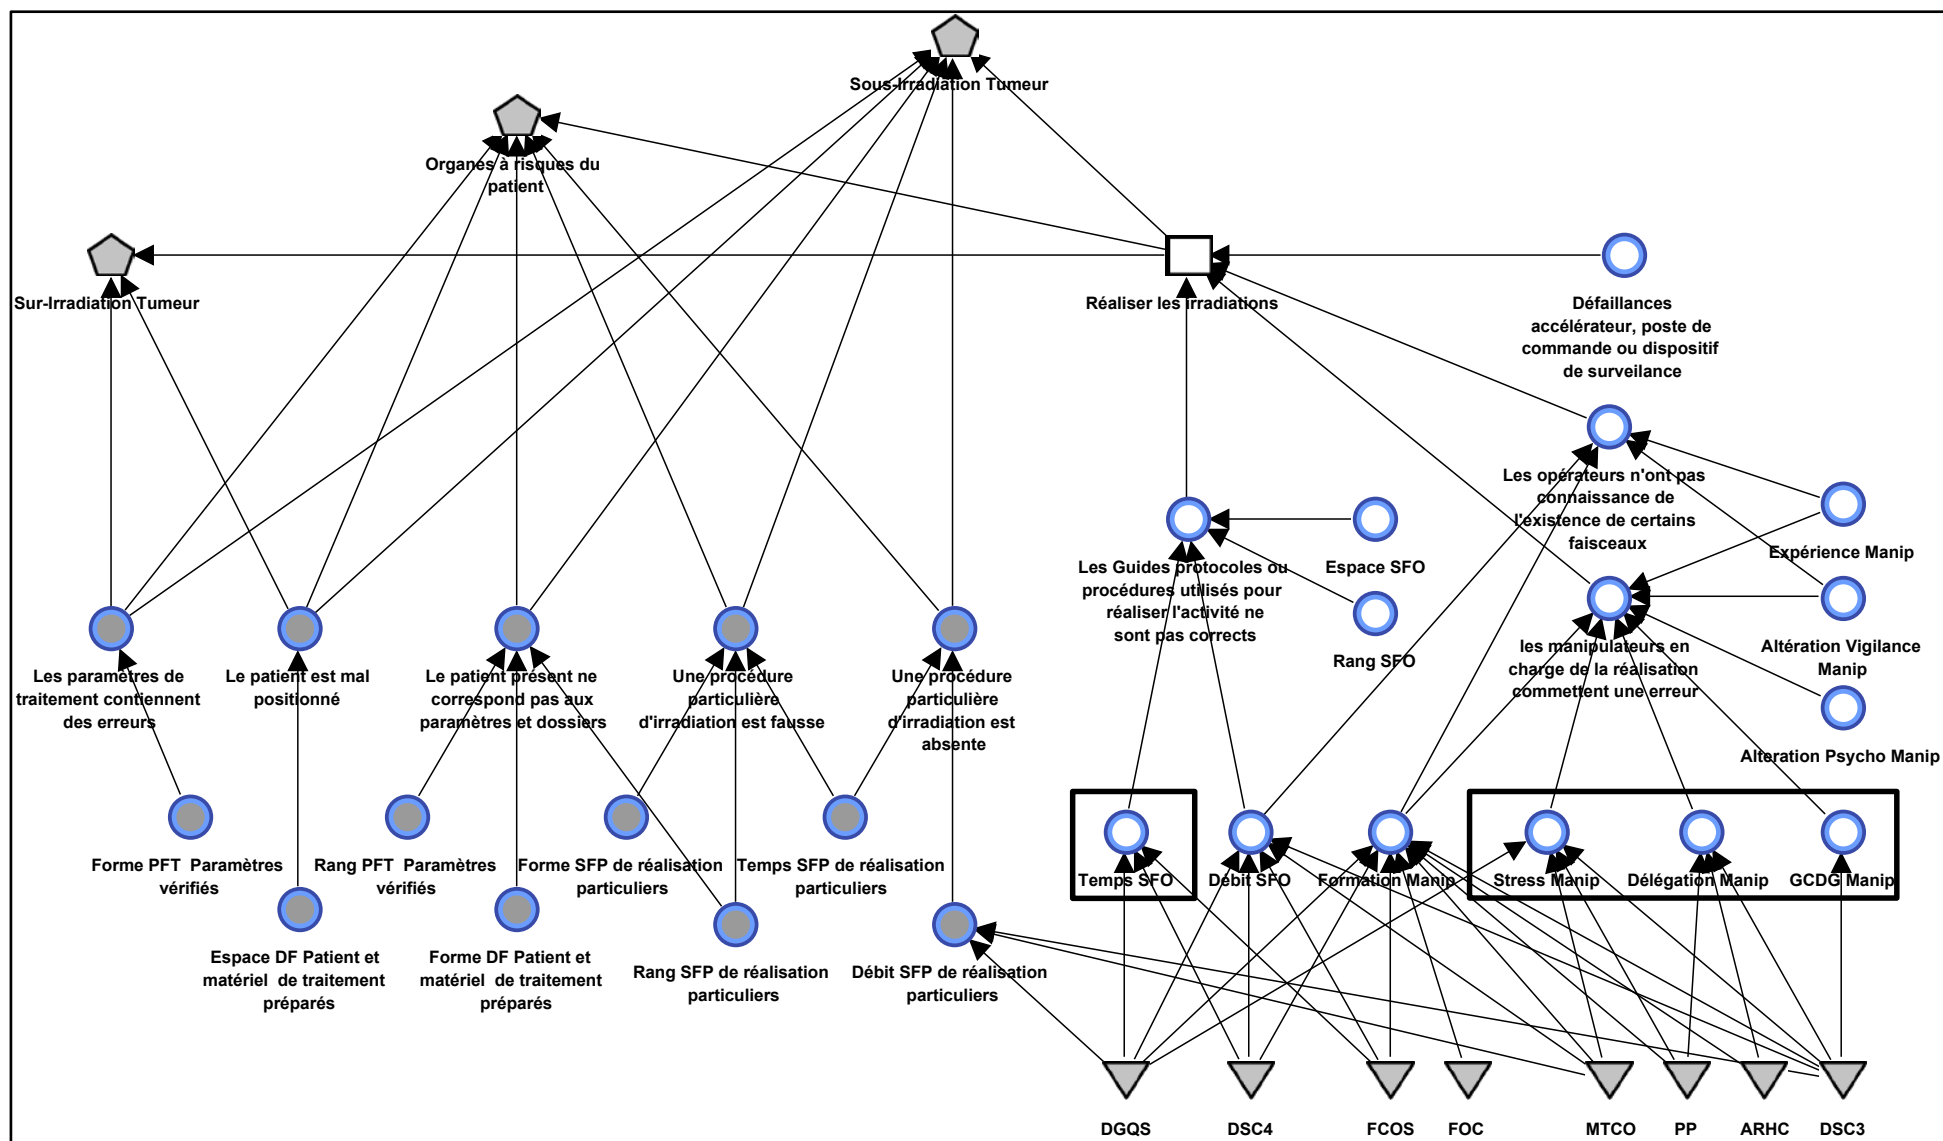 Sous-Irradiation Tumeur
Organes à risques du
patient
Sur-Irradiation Tumeur
Réaliser les irradiations
Défaillances
accélérateur, poste de
commande ou dispositif
de surveilance
Les opérateurs n'ont pas
connaissance de
l'existence de certains
faisceaux
Expérience Manip
Les Guides protocoles ou
procédures utilisés pour
réaliser l'activité ne
sont pas corrects
Espace SFO
Rang SFO
les manipulateurs en
charge de la réalisation
commettent une erreur
Altération Vigilance
Manip
Alteration Psycho Manip
Les paramètres de
traitement contiennent
des erreurs
Le patient est mal
positionné
Le patient présent ne
correspond pas aux
paramètres et dossiers
Une procédure
particulière
d'irradiation est fausse
Une procédure
particulière
d'irradiation est
absente
Forme PFT  Paramètres
vérifiés
Rang PFT  Paramètres
vérifiés
Forme SFP de réalisation
particuliers
Temps SFP de réalisation
particuliers
Temps SFO
Débit SFO
Formation Manip
Stress Manip
Délégation Manip
GCDG Manip
Espace DF Patient et
matériel  de traitement
préparés
Forme DF Patient et
matériel  de traitement
préparés
Rang SFP de réalisation
particuliers
Débit SFP de réalisation
particuliers
DGQS
DSC4
FCOS
FOC
MTCO
PP
ARHC
DSC3